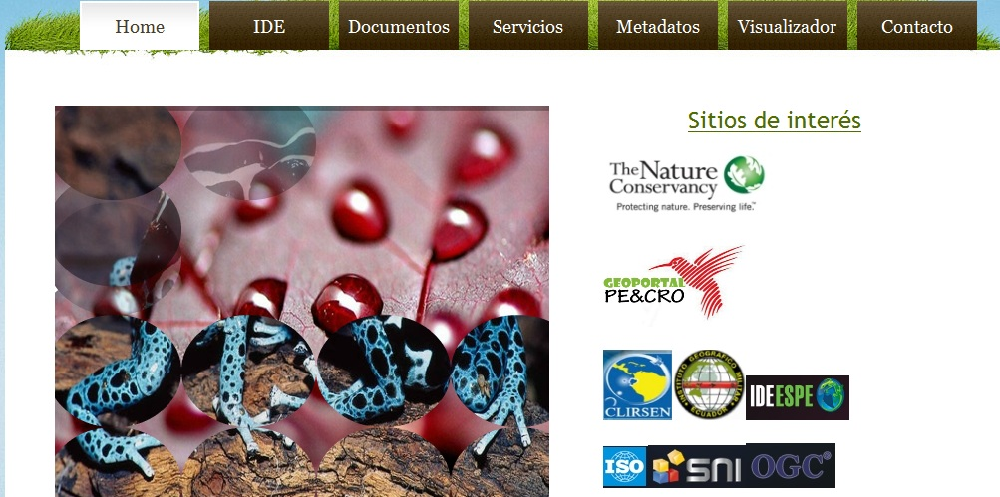 Home IDE Documentos Servicios Metadatos Visualizador Contacto
Sitios de interés
The Nature
Conservancy
Protecting nature. Preserving life.™
GEOPORTAL
PE&CRO
CLIRSEN
INSTITUTO GEOGRAFICO MILITAR
ECUADOR
IDEESPE
ISO SNI OGC®